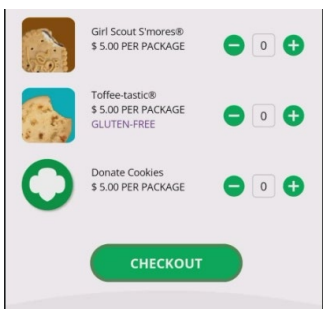 Girl Scout S'mores®
$ 5.00 PER PACKAGE
0
Toffee-tastic®
$ 5.00 PER PACKAGE
GLUTEN-FREE
0
Donate Cookies
$ 5.00 PER PACKAGE
0
CHECKOUT